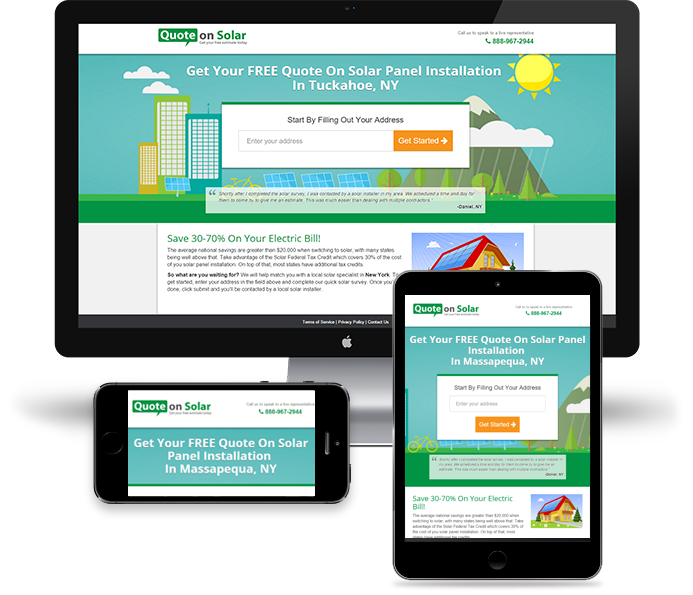 Quote on Solar
Get your free estimate today
Call us to speak to a live representative
888-967-2944
Get Your FREE Quote On Solar Panel Installation
In Tuckahoe, NY
Start By Filling Out Your Address
Enter your address
Get Started
“ Shortly after I completed the solar survey, I was contacted by a solar installer in my area. We scheduled a time and day for
them to come by to give me an estimate. This was much easier than dealing with multiple contractors.”
-Daniel, NY
Save 30-70% On Your Electric Bill!
The average national savings are greater than $20,000 when switching to solar, with many states
being well above that. Take advantage of the Solar Federal Tax Credit which covers 30% of the cost
of you solar panel installation. On top of that, most states have additional tax credits.
So what are you waiting for? We will help match you with a local solar specialist in New York. To
get started, enter your address in the field above and complete our quick solar survey. Once you
done, click submit and you'll be contacted by a local solar installer.
Terms of Service | Privacy Policy | Contact Us
Quote on Solar
Get your free estimate today
Call us to speak to a live representative
888-967-2944
Get Your FREE Quote On Solar
Panel Installation
In Massapequa, NY
Quote on Solar
Get your free estimate today
Call us to speak to a live representative
888-967-2944
Get Your FREE Quote On Solar Panel
Installation
In Massapequa, NY
Start By Filling Out Your Address
Enter your address
Get Started
“ Shortly after I completed the solar survey, I was contacted by a solar installer in
my area. We scheduled a time and day for them to come by to give me an
estimate. This was much easier than dealing with multiple contractors.”
-Daniel, NY
Save 30-70% On Your Electric
Bill!
The average national savings are greater than $20,000 when
switching to solar, with many states being well above that. Take
advantage of the Solar Federal Tax Credit which covers 30% of
the cost of you solar panel installation. On top of that, most
states have additional tax credits.